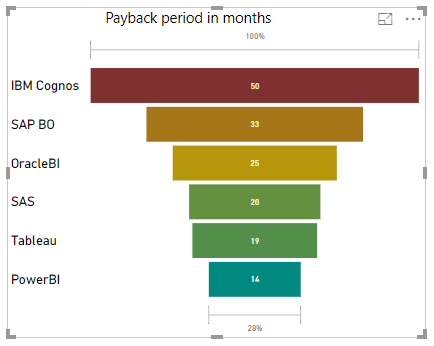 Payback period in months
100%
IBM Cognos 50
SAP BO 33
OracleBI 25
SAS 20
Tableau 19
PowerBI 14
28%